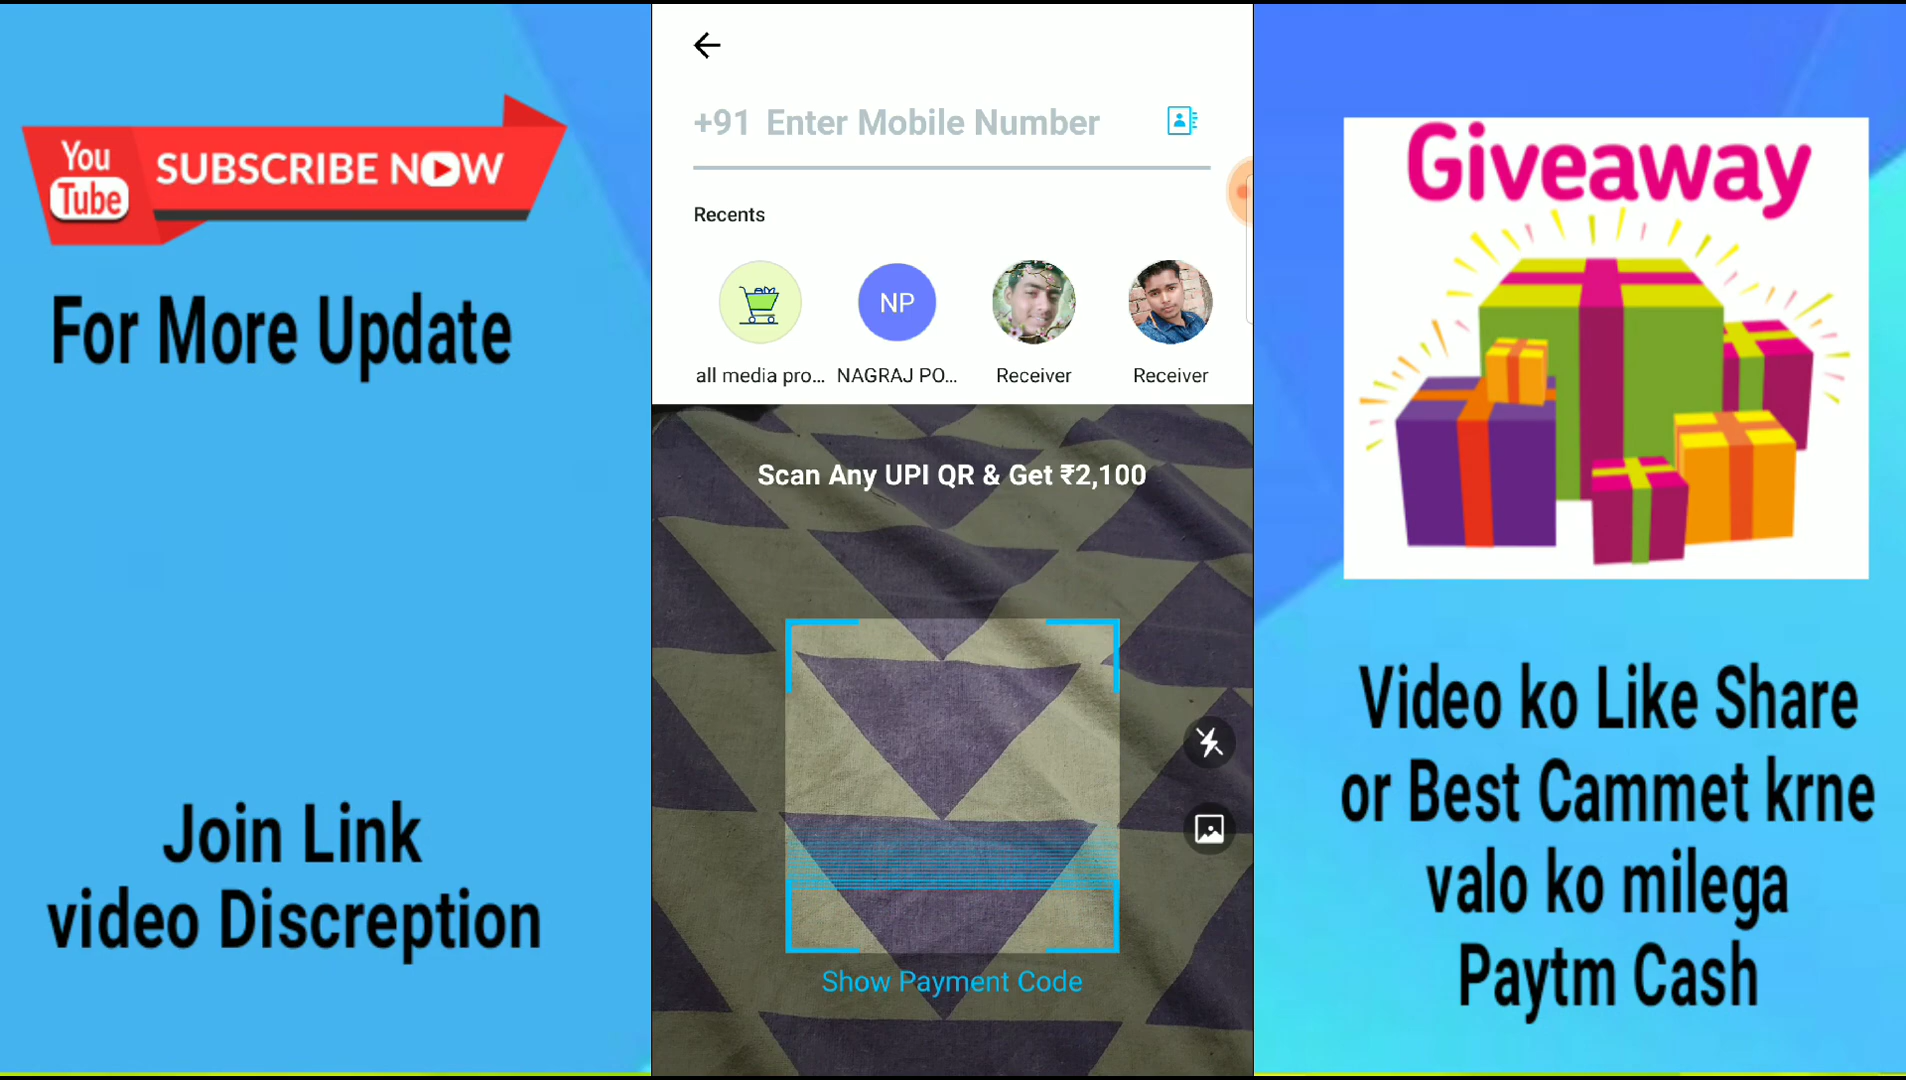 You
Tube
SUBSCRIBE NOW
For More Update
Join Link
video Discreption
+91 Enter Mobile Number
Recents
NP
all media pro...
NAGRAJ PO...
Receiver
Receiver
Scan Any UPI QR & Get ₹2,100
Show Payment Code
Giveaway
Video ko Like Share
or Best Cammet krne
valo ko milega
Paytm Cash